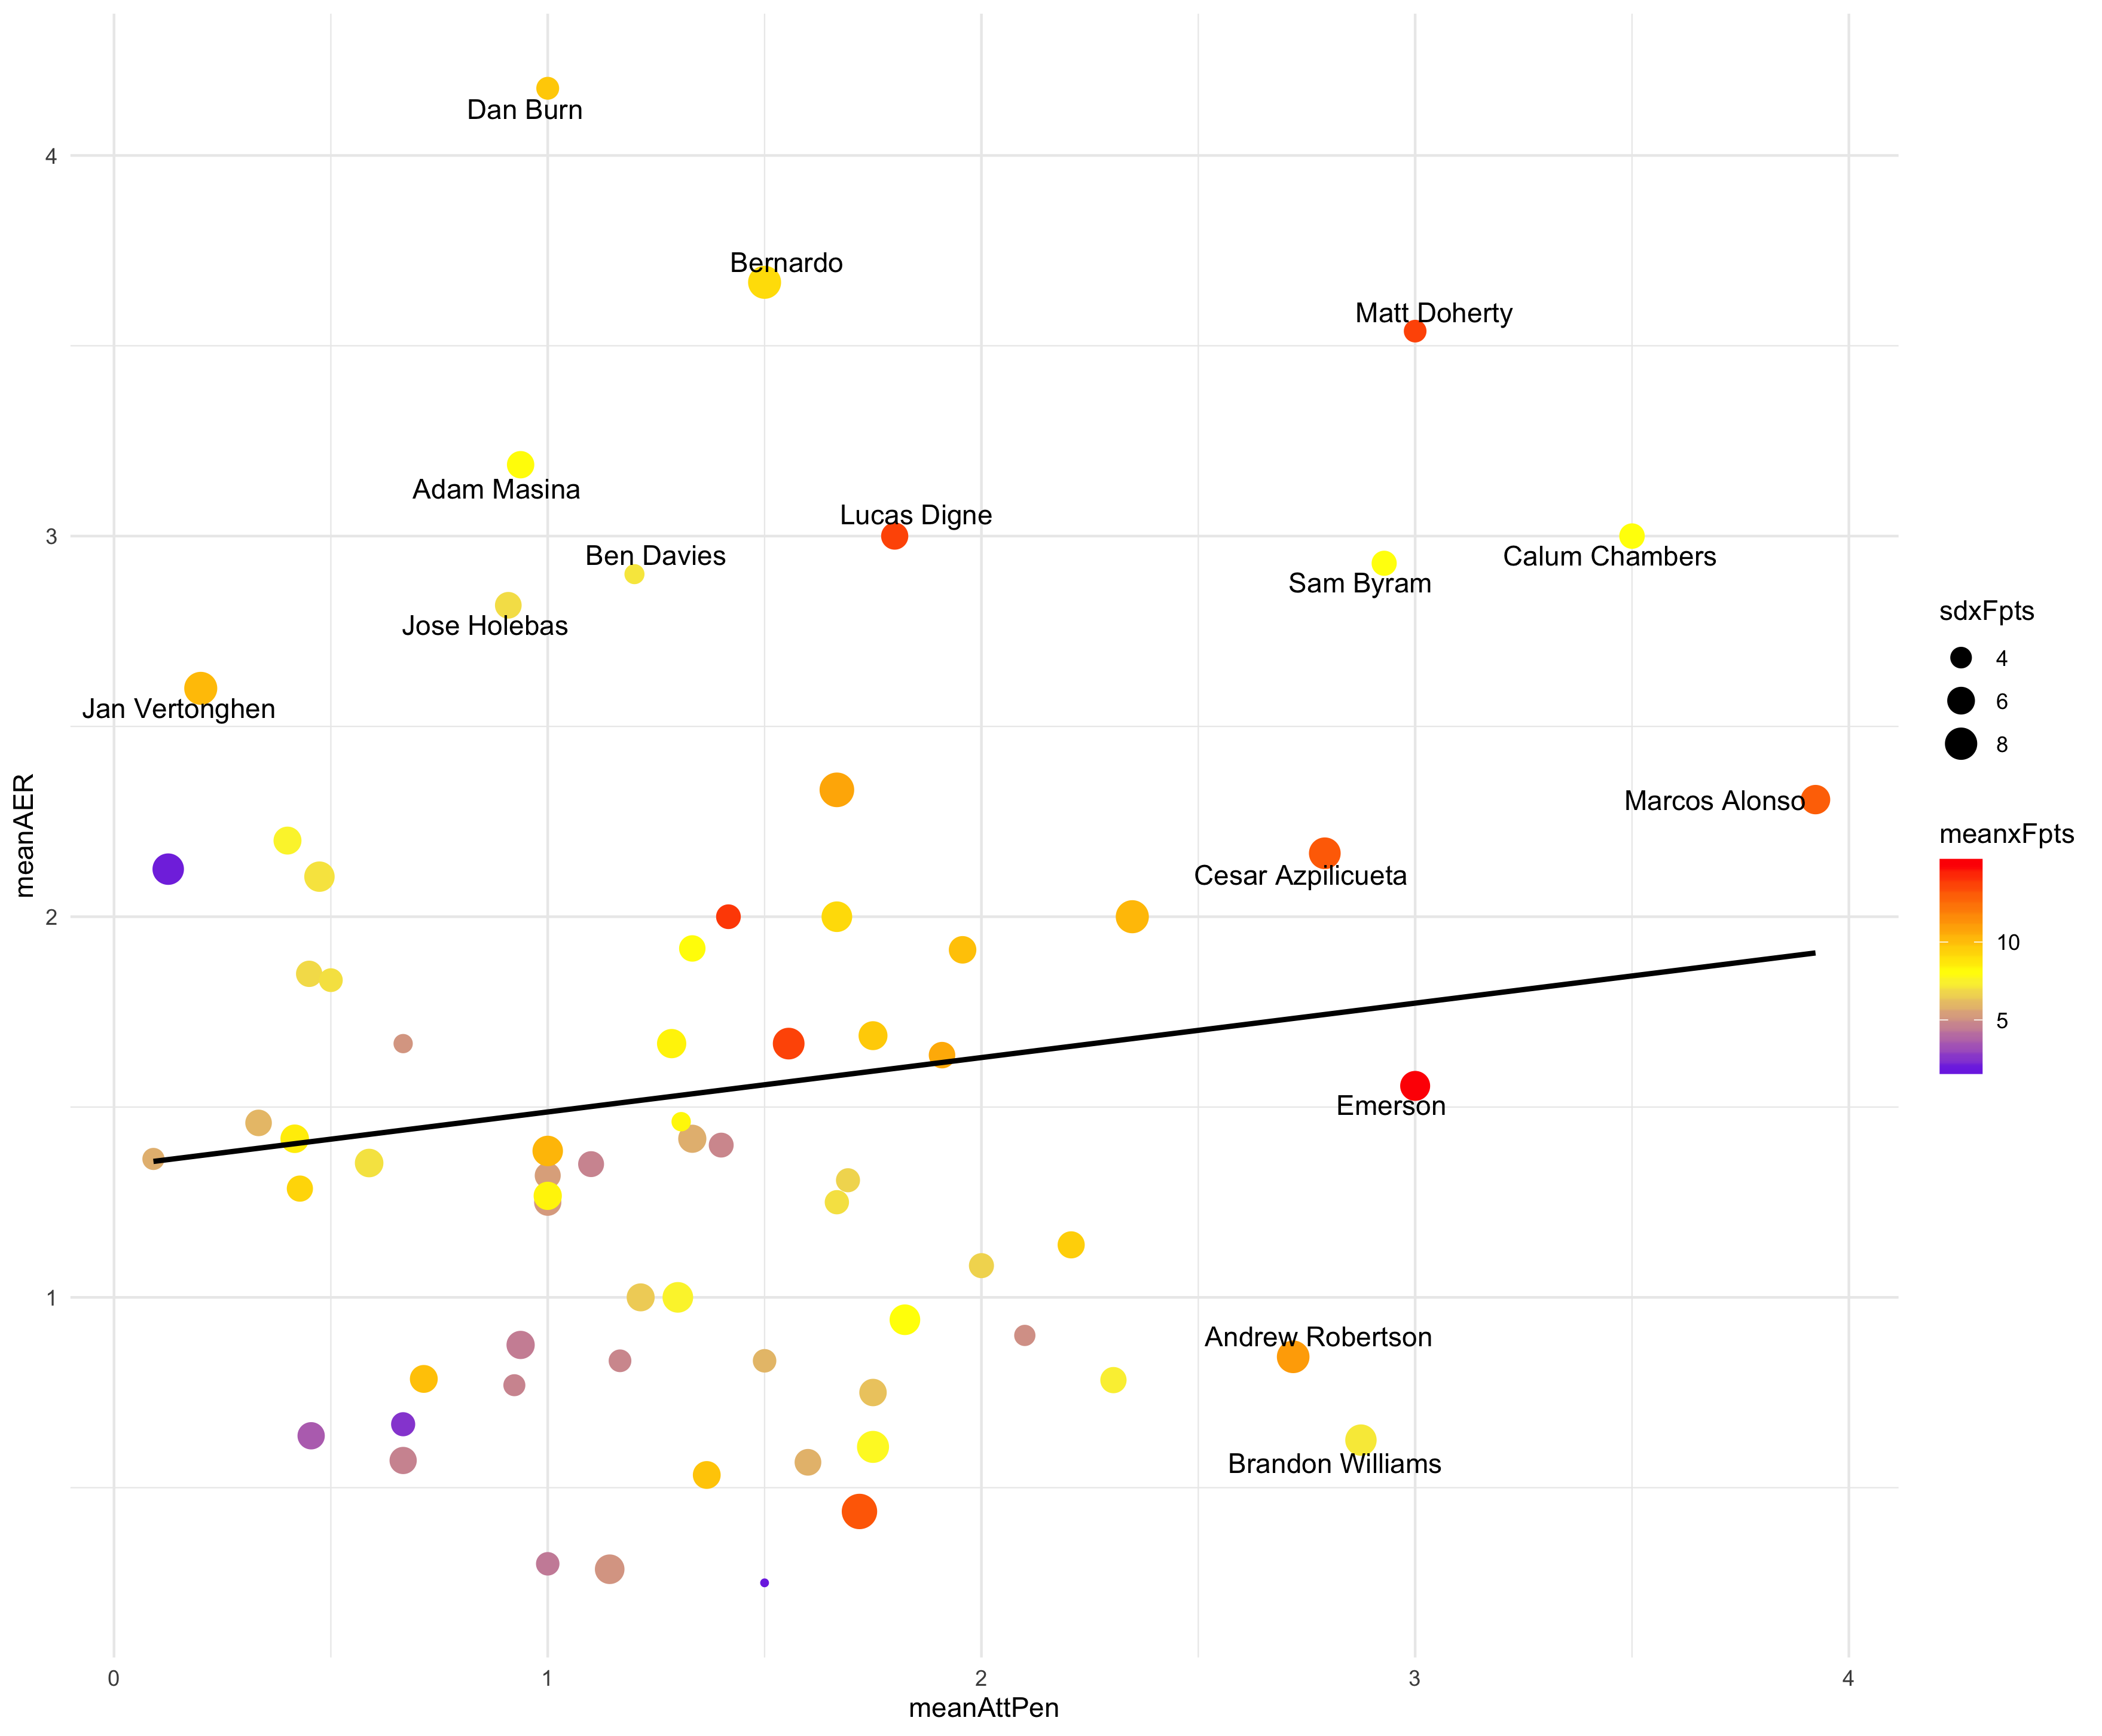 Dan Burn
4
Bernardo
Matt Doherty
Adam Masina
Lucas Digne
3
Ben Davies
Calum Chambers
Sam Byram
Jose Holebas
Jan Vertonghen
Marcos Alonso
Cesar Azpilicueta
2
Emerson
1
Andrew Robertson
Brandon Williams
meanAER
0
1
2
3
4
meanAttPen
sdxFpts
4
6
8
meanxFpts
10
5